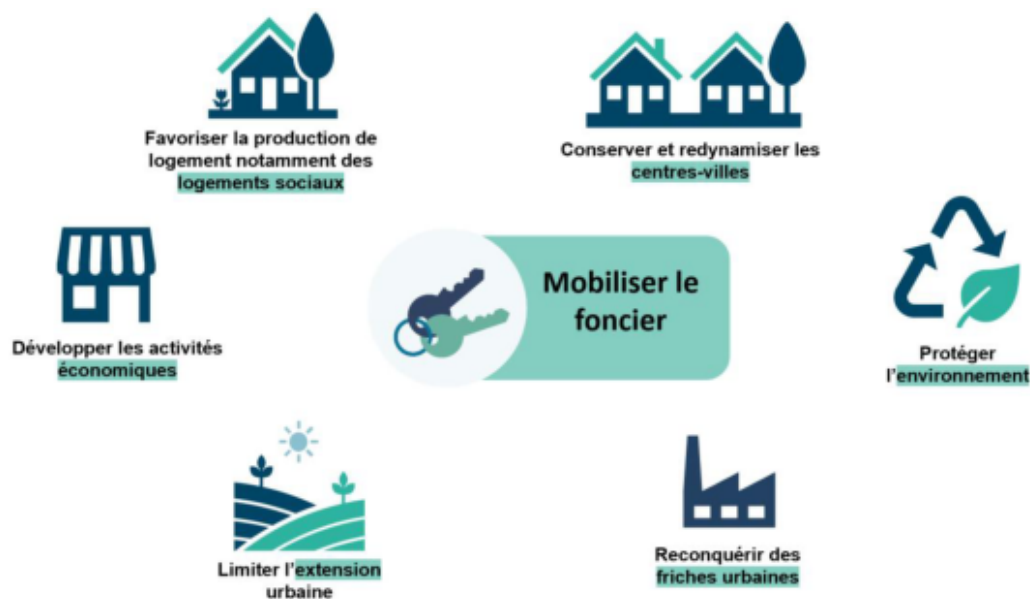 Favoriser la production de
logement notamment des
logements sociaux
Conserver et redynamiser les
centres-villes
Développer les activités
économiques
Mobiliser le
foncier
Protéger
l'environnement
Limiter l'extension
urbaine
Reconquérir des
friches urbaines